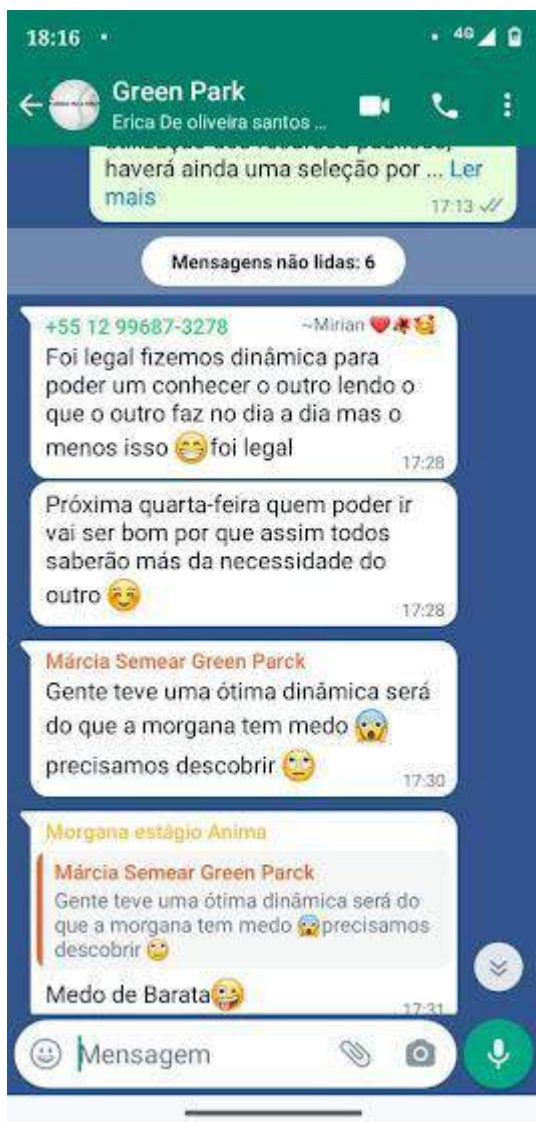 18:16
4G
Green Park
Erica De oliveira santos ...
haverá ainda uma seleção por ... Ler
mais
17:13
Mensagens não lidas: 6
+55 12 99687-3278 ~Mirian ❤️🥰
Foi legal fizemos dinâmica para
poder um conhecer o outro lendo o
que o outro faz no dia a dia mas o
menos isso 😁foi legal
17:28
Próxima quarta-feira quem poder ir
vai ser bom por que assim todos
saberão más da necessidade do
outro ☺️
17:28
Márcia Semear Green Parck
Gente teve uma ótima dinâmica será
do que a morgana tem medo 😱
precisamos descobrir 🙄
17:30
Morgana estágio Anima
Márcia Semear Green Parck
Gente teve uma ótima dinâmica será do
que a morgana tem medo 😱precisamos
descobrir 🙄
Medo de Barata🤪
17:31
Mensagem